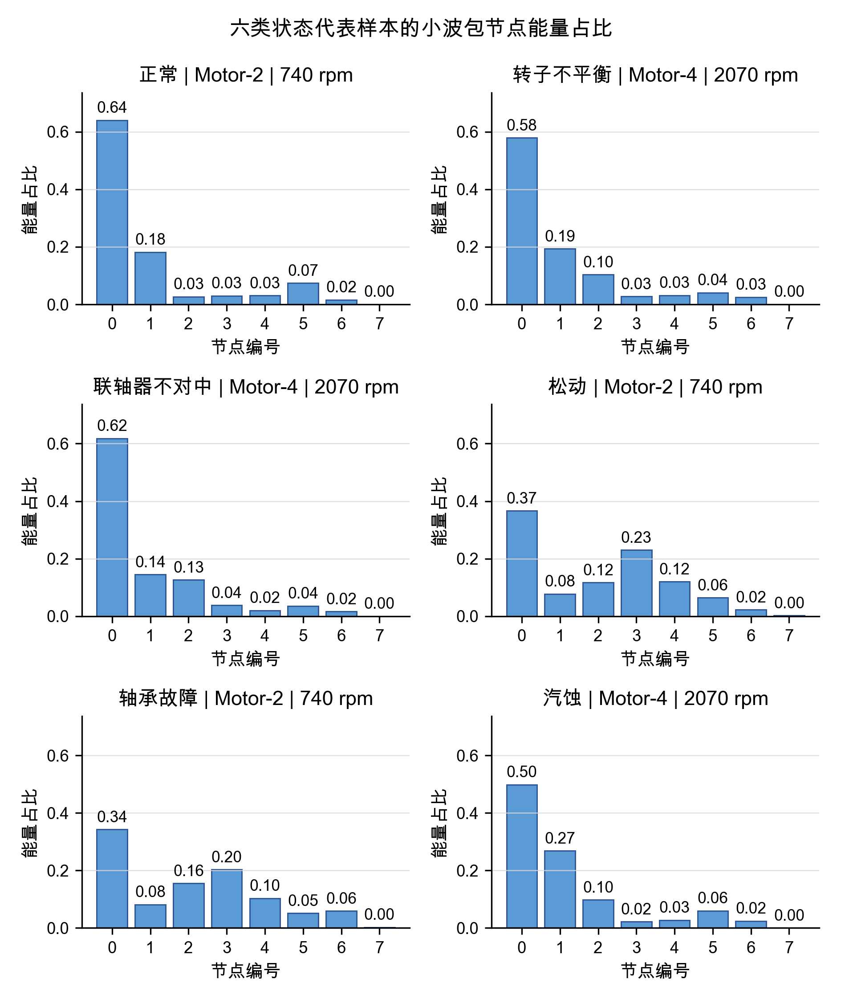 六类状态代表样本的小波包节点能量占比
正常 | Motor-2 | 740 rpm
能量占比
0.6
0.4
0.2
0.0
0.64
0.18
0.03
0.03
0.03
0.07
0.02
0.00
0 1 2 3 4 5 6 7
节点编号
转子不平衡 | Motor-4 | 2070 rpm
能量占比
0.6
0.4
0.2
0.0
0.58
0.19
0.10
0.03
0.03
0.04
0.03
0.00
0 1 2 3 4 5 6 7
节点编号
联轴器不对中 | Motor-4 | 2070 rpm
能量占比
0.6
0.4
0.2
0.0
0.62
0.14
0.13
0.04
0.02
0.04
0.02
0.00
0 1 2 3 4 5 6 7
节点编号
松动 | Motor-2 | 740 rpm
能量占比
0.6
0.4
0.2
0.0
0.37
0.08
0.12
0.23
0.12
0.06
0.02
0.00
0 1 2 3 4 5 6 7
节点编号
轴承故障 | Motor-2 | 740 rpm
能量占比
0.6
0.4
0.2
0.0
0.34
0.08
0.16
0.20
0.10
0.05
0.06
0.00
0 1 2 3 4 5 6 7
节点编号
汽蚀 | Motor-4 | 2070 rpm
能量占比
0.6
0.4
0.2
0.0
0.50
0.27
0.10
0.02
0.03
0.06
0.02
0.00
0 1 2 3 4 5 6 7
节点编号